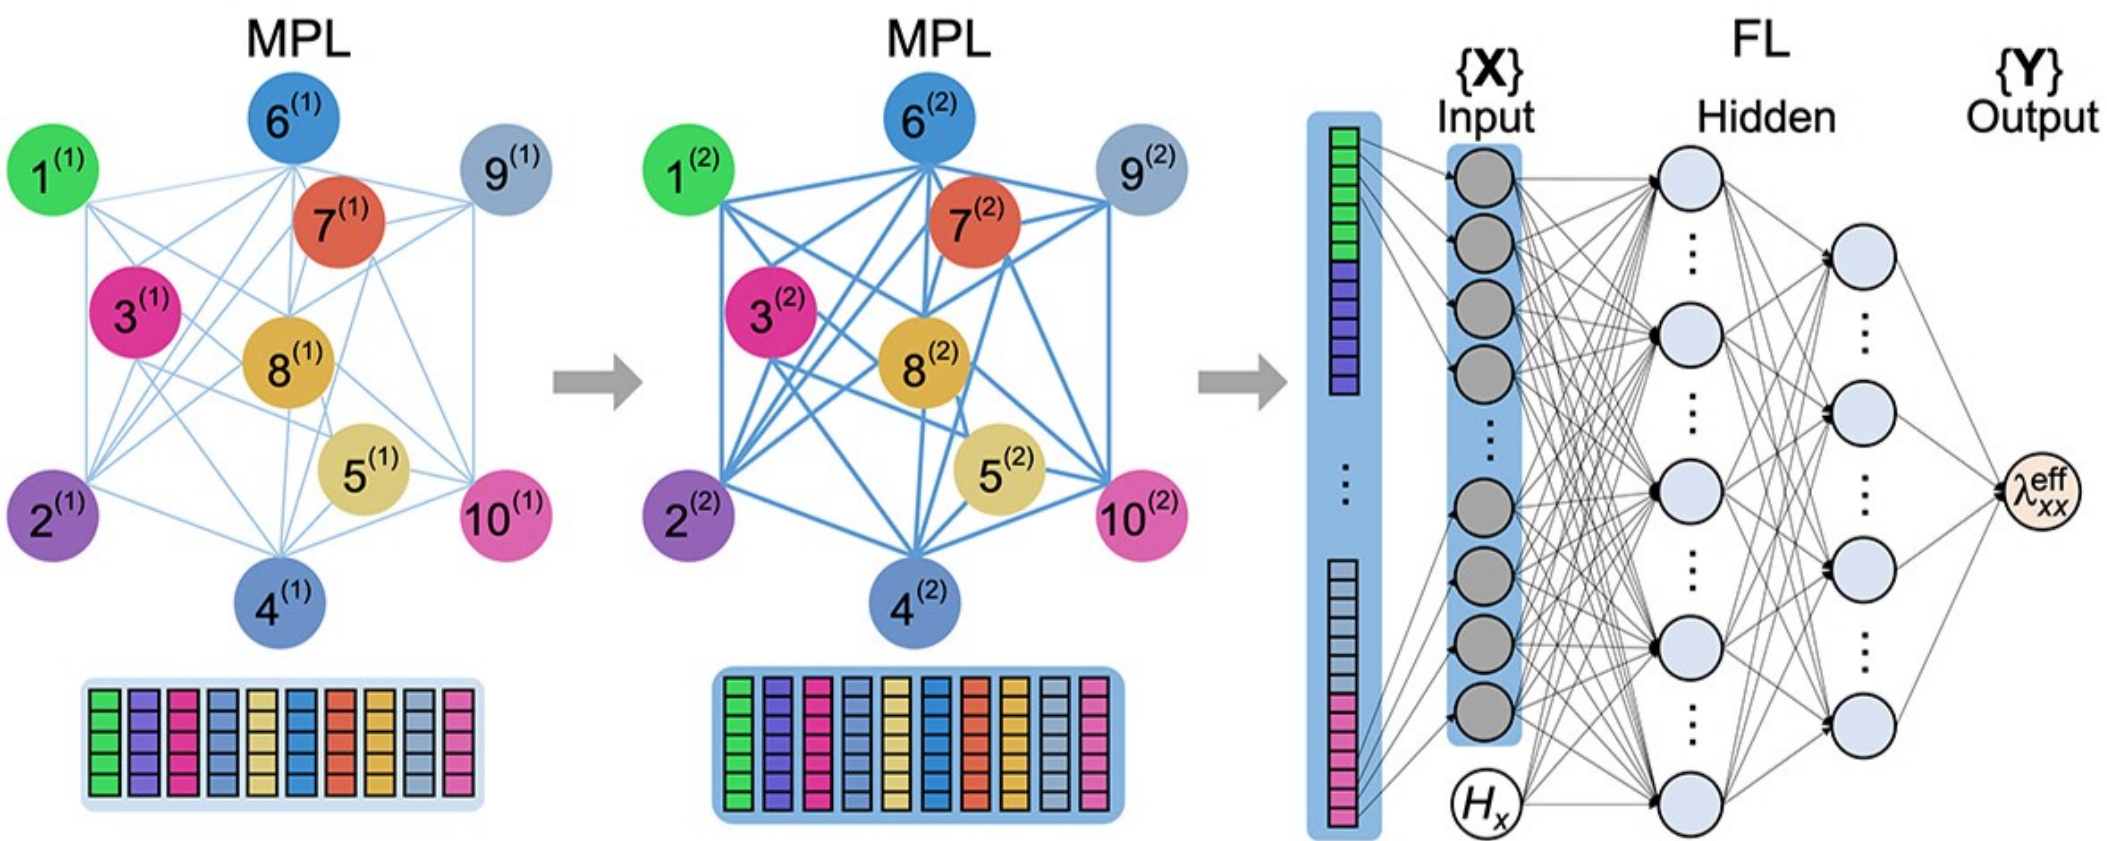 MPL
6(1)
1(1)
9(1)
7(1)
3(1)
8(1)
5(1)
2(1)
10(1)
4(1)
MPL
6(2)
1(2)
9(2)
7(2)
3(2)
8(2)
5(2)
2(2)
10(2)
4(2)
{X}
Input
FL
Hidden
{Y}
Output
Hx
λxxeff